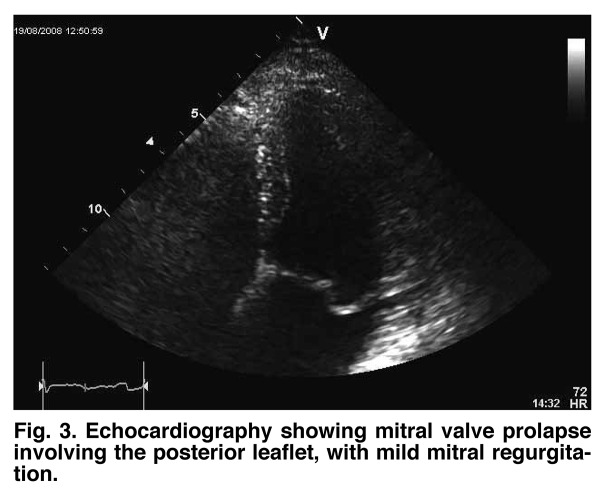 19/08/2008 12:50:59
V
5
10
72
14:32 HR
Fig. 3. Echocardiography showing mitral valve prolapse
involving the posterior leaflet, with mild mitral regurgita-
tion.